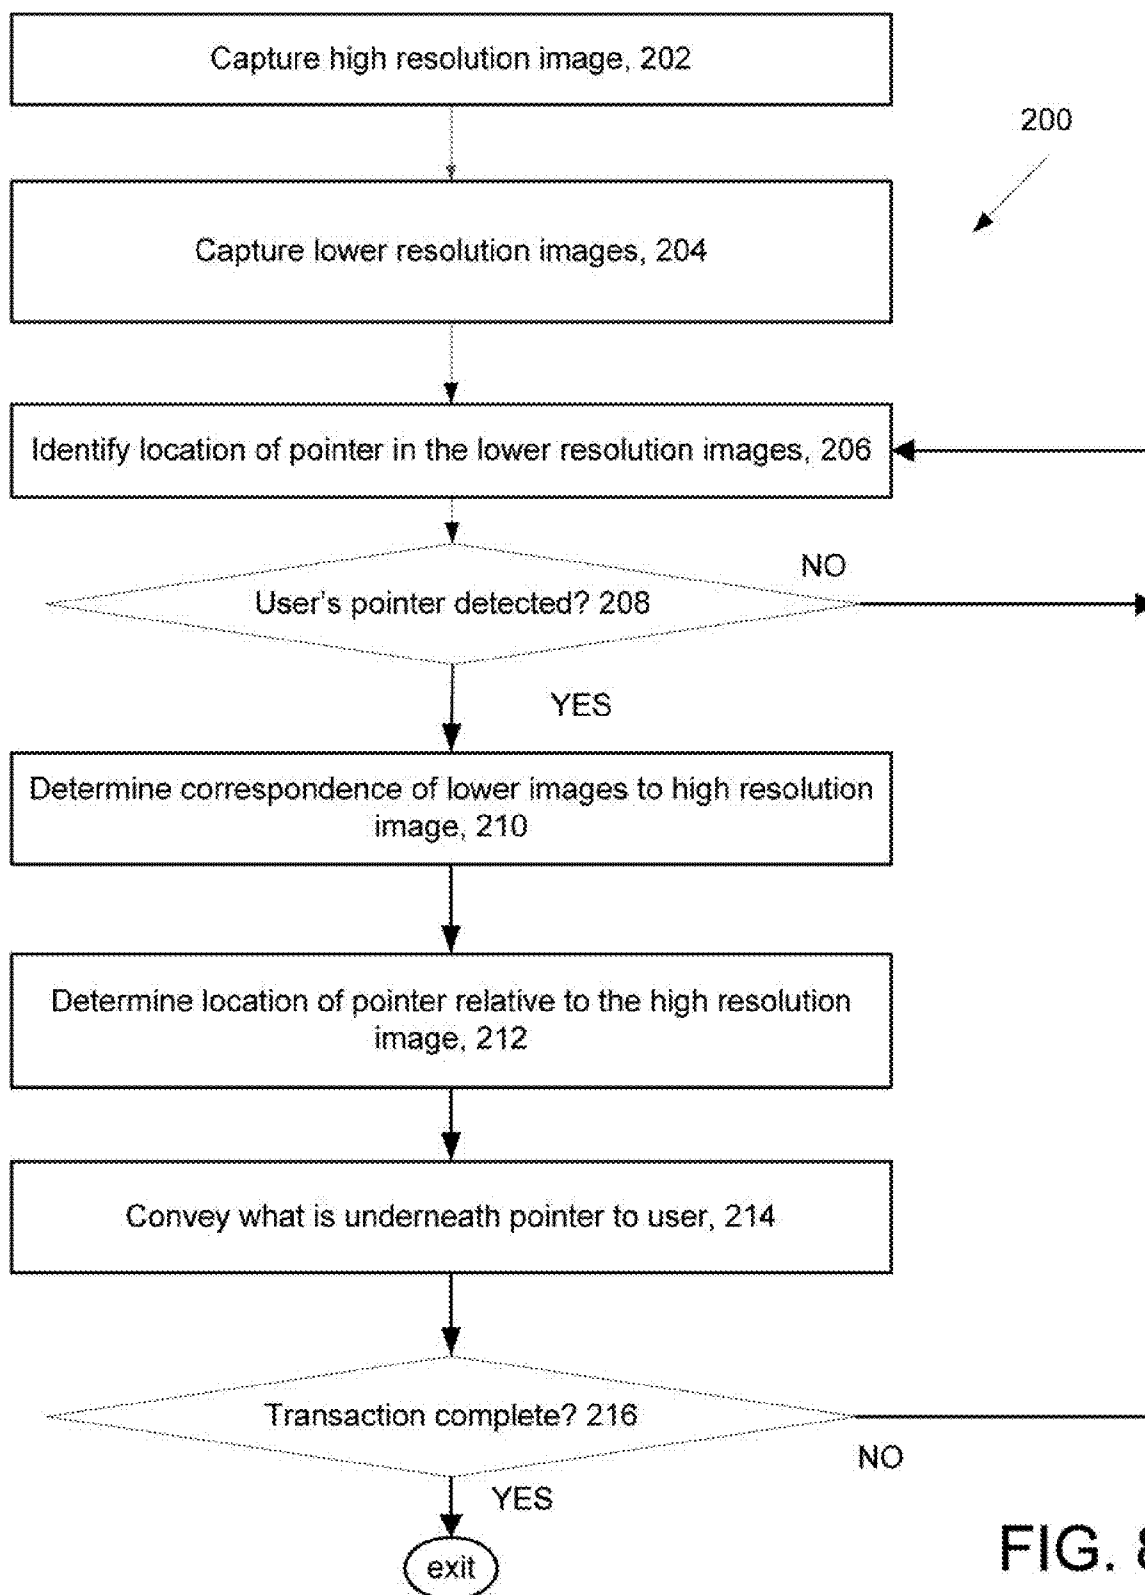 Capture high resolution image, 202
200
Capture lower resolution images, 204
Identify location of pointer in the lower resolution images, 206
NO
User's pointer detected? 208
YES
Determine correspondence of lower images to high resolution
image, 210
Determine location of pointer relative to the high resolution
image, 212
Convey what is underneath pointer to user, 214
Transaction complete? 216
NO
YES
exit
FIG. 8